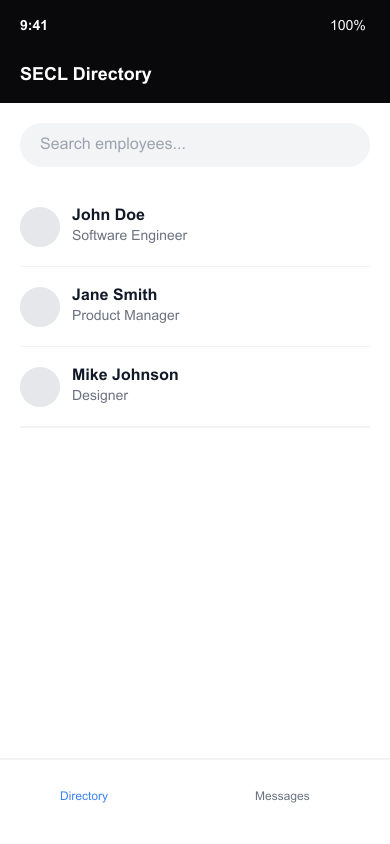 9:41 100%
SECL Directory
Search employees...
John Doe
Software Engineer
Jane Smith
Product Manager
Mike Johnson
Designer
Directory Messages